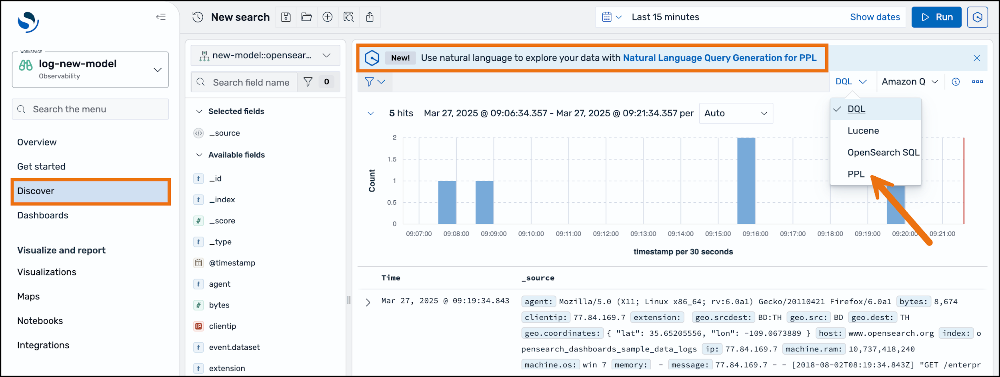 New search
Last 15 minutes
Show dates
Run
WORKSPACE
log-new-model
Observability
Search the menu
Overview
Get started
Discover
Dashboards
Visualize and report
Visualizations
Maps
Notebooks
Integrations
new-model::opensear...
Search field name
0
Selected fields
_source
Available fields
t _id
t _index
# _score
t _type
@timestamp
t agent
# bytes
IP clientip
t event.dataset
t extension
New! Use natural language to explore your data with Natural Language Query Generation for PPL
DQL
Amazon Q
DQL
Lucene
OpenSearch SQL
PPL
5 hits Mar 27, 2025 @ 09:06:34.357 - Mar 27, 2025 @ 09:21:34.357 per Auto
Count
2
1.5
1
0.5
0
09:07:00 09:08:00 09:09:00 09:10:00 09:11:00 09:12:00 09:13:00 09:14:00 09:15:00 09:16:00 09:17:00 09:18:00 09:19:00 09:20:00 09:21:00
timestamp per 30 seconds
Time _source
Mar 27, 2025 @ 09:19:34.843
agent: Mozilla/5.0 (X11; Linux x86_64; rv:6.0a1) Gecko/20110421 Firefox/6.0a1 bytes: 8,674
clientip: 77.84.169.7 extension: geo.srcdest: BD:TH geo.src: BD geo.dest: TH
geo.coordinates: { "lat": 35.65205556, "lon": -109.0673889 } host: www.opensearch.org index: o
pensearch_dashboards_sample_data_logs ip: 77.84.169.7 machine.ram: 10,737,418,240
machine.os: win 7 memory: - message: 77.84.169.7 - - [2018-08-02T08:19:34.843Z] "GET /enterpr